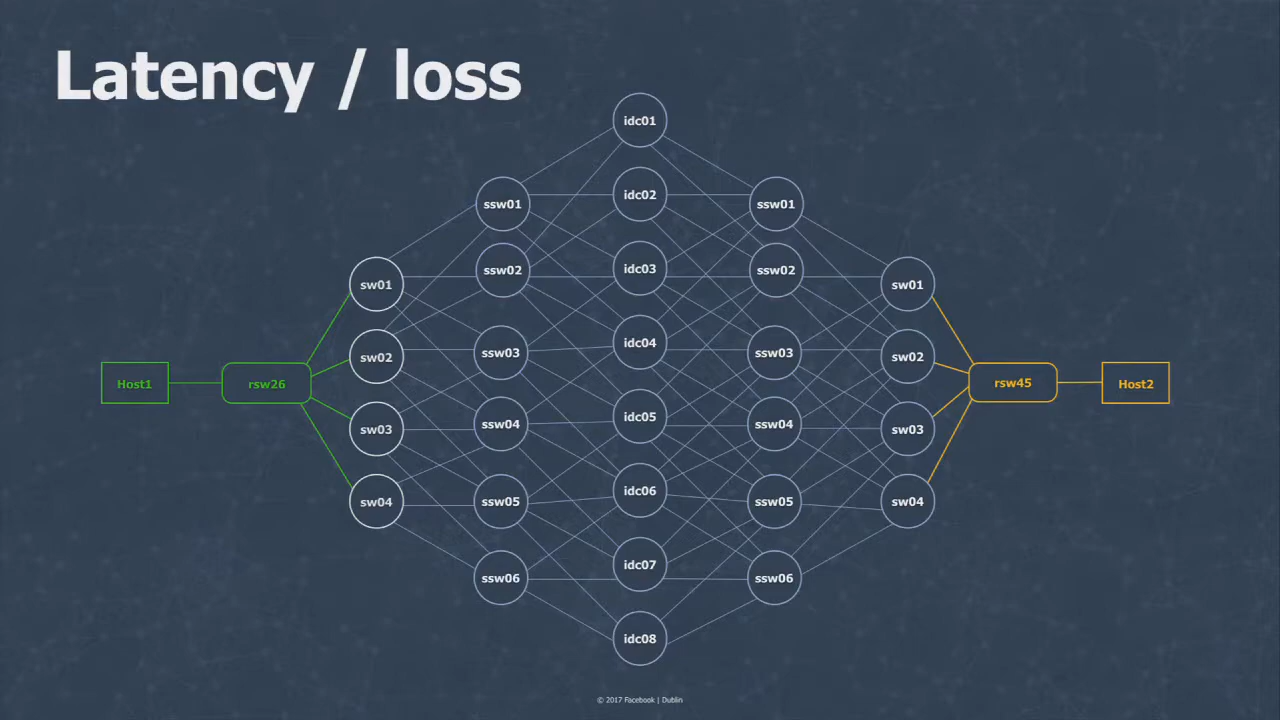 Latency / loss
idc01
idc02
ssw01
ssw01
ssw02
idc03
ssw02
sw01
sw01
ssw03
idc04
ssw03
sw02
sw02
Host1
rsw26
rsw45
Host2
ssw04
idc05
ssw04
sw03
sw03
ssw05
idc06
ssw05
sw04
sw04
ssw06
idc07
ssw06
idc08
© 2017 Facebook | Dublin